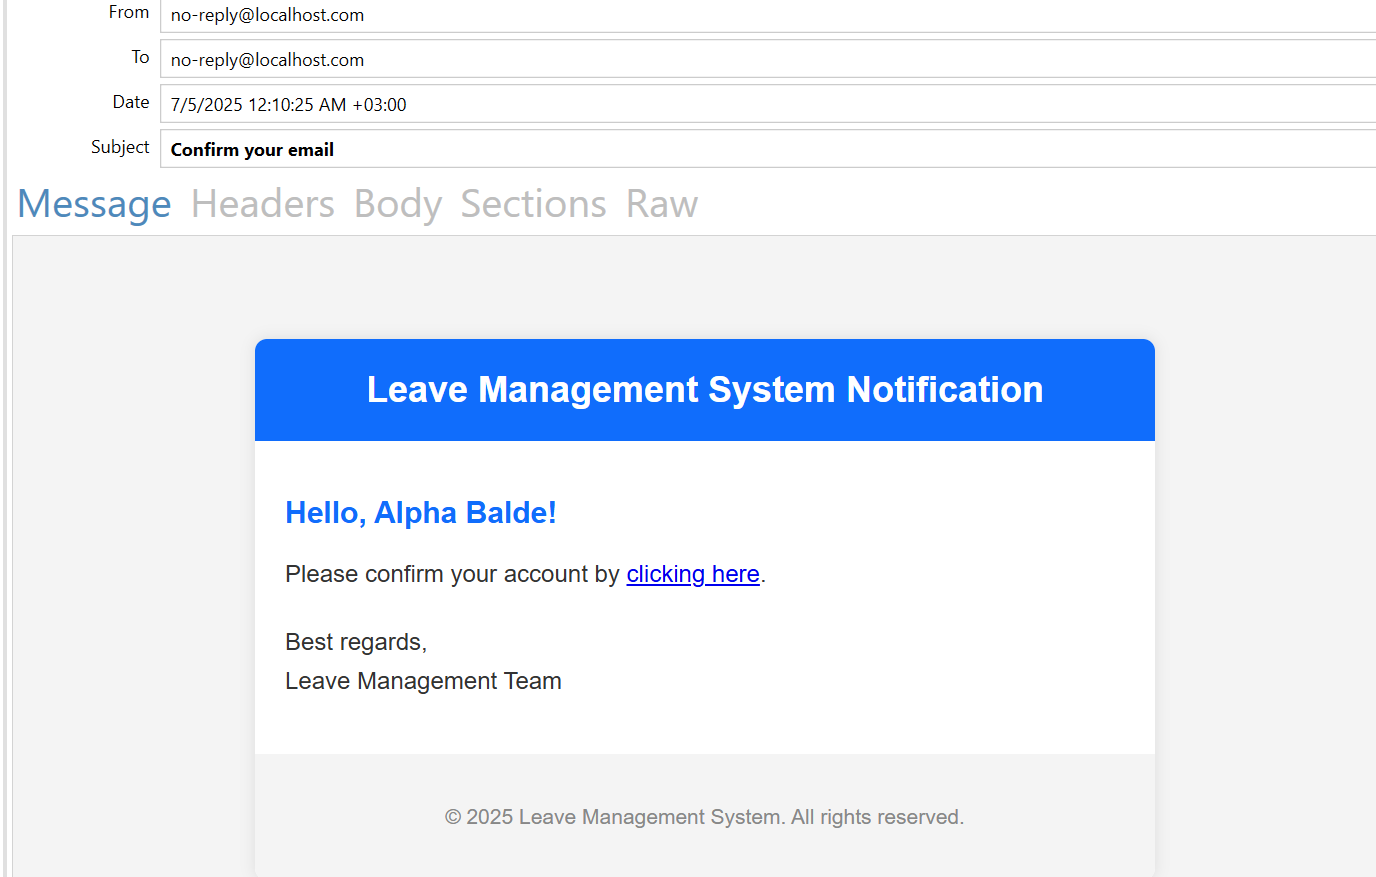 From no-reply@localhost.com
To no-reply@localhost.com
Date 7/5/2025 12:10:25 AM +03:00
Subject Confirm your email
Message Headers Body Sections Raw
Leave Management System Notification
Hello, Alpha Balde!
Please confirm your account by clicking here.
Best regards,
Leave Management Team
© 2025 Leave Management System. All rights reserved.